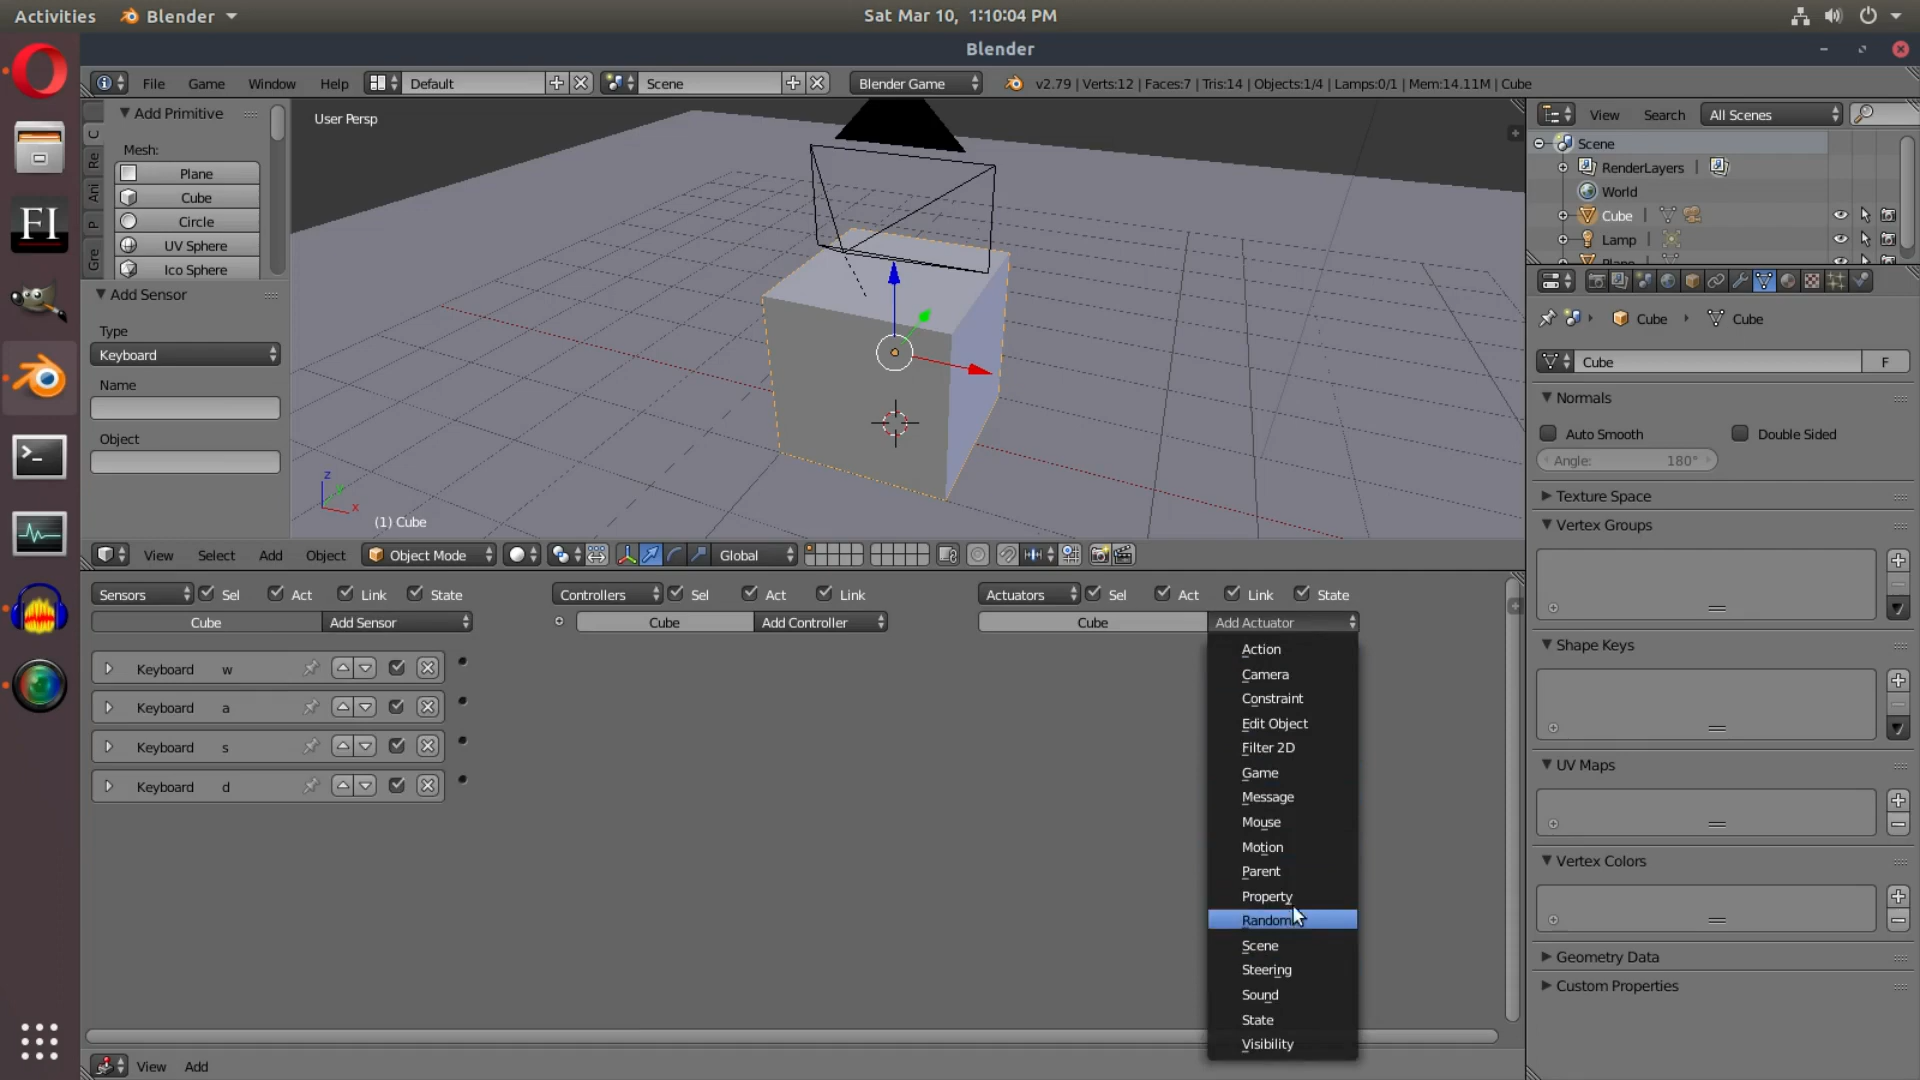 Activities Blender Sat Mar 10, 1:10:04 PM
Blender
File Game Window Help Default Scene Blender Game v2.79 | Verts:12 | Faces:7 | Tris:14 | Objects:1/4 | Lamps:0/1 | Mem:14.11M | Cube
Add Primitive
Mesh:
Plane
Cube
Circle
UV Sphere
Ico Sphere
C
Re
Ani
P
Gre
Add Sensor
Type
Keyboard
Name
Object
FI
User Persp
z
x
(1) Cube
View Select Add Object Object Mode Global
View Search All Scenes
Scene
RenderLayers |
World
Cube |
Lamp |
Cube Cube
Cube F
Normals
Auto Smooth Double Sided
Angle: 180°
Texture Space
Vertex Groups
Shape Keys
UV Maps
Vertex Colors
Geometry Data
Custom Properties
Sensors Sel Act Link State Controllers Sel Act Link Actuators Sel Act Link State
Cube Add Sensor Cube Add Controller Cube Add Actuator
Keyboard w
Keyboard a
Keyboard s
Keyboard d
Action
Camera
Constraint
Edit Object
Filter 2D
Game
Message
Mouse
Motion
Parent
Property
Random
Scene
Steering
Sound
State
Visibility
View Add